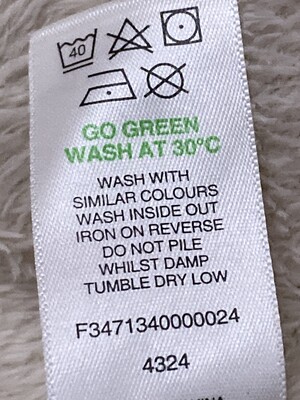 40
GO GREEN
WASH AT 30°C
WASH WITH
SIMILAR COLOURS
WASH INSIDE OUT
IRON ON REVERSE
DO NOT PILE
WHILST DAMP
TUMBLE DRY LOW
F3471340000024
4324